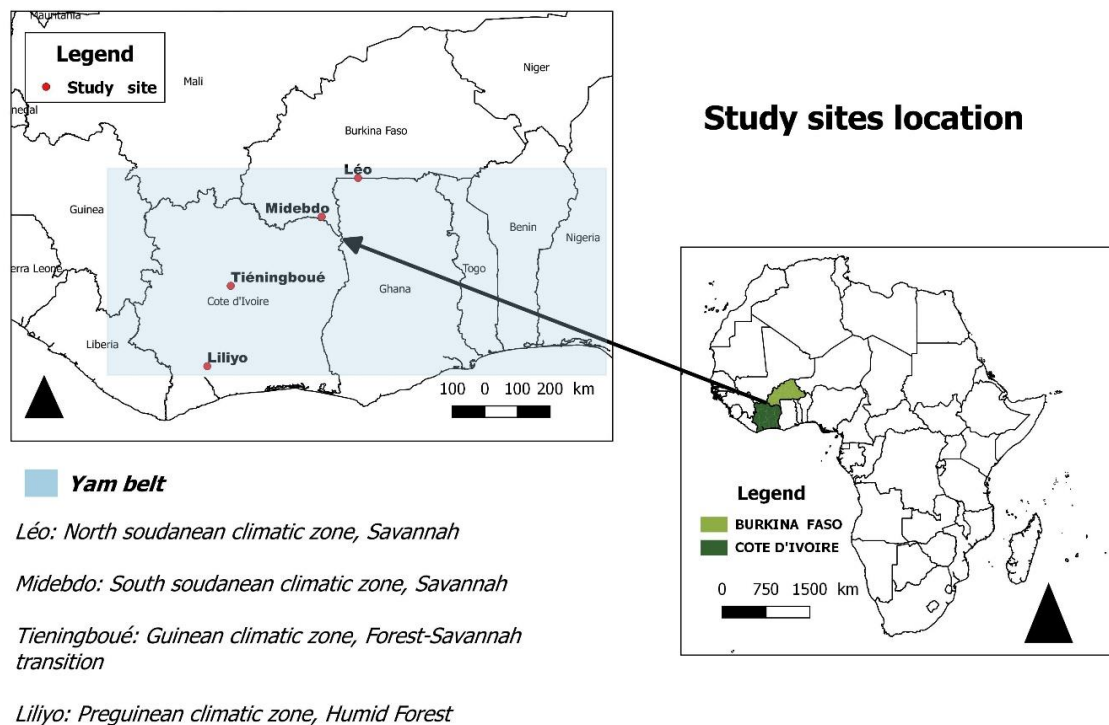 Mauritania
Legend
Study site
Mali
Niger
negal
Burkina Faso
Léo
Guinea
Midebdo
Benin
Nigeria
erra Leone
Tiéningboué
Togo
Cote d'Ivoire
Ghana
Liberia
Liliyo
100 0 100 200 km
Study sites location
Legend
BURKINA FASO
COTE D'IVOIRE
0 750 1500 km
Yam belt
Léo: North soudanean climatic zone, Savannah
Midebdo: South soudanean climatic zone, Savannah
Tieningboué: Guinean climatic zone, Forest-Savannah
transition
Liliyo: Preguinean climatic zone, Humid Forest